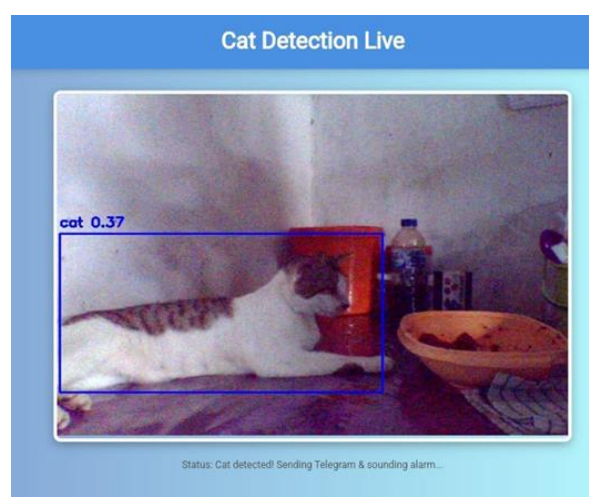 Cat Detection Live
cat 0.37
Status: Cat detected! Sending Telegram & sounding alarm...